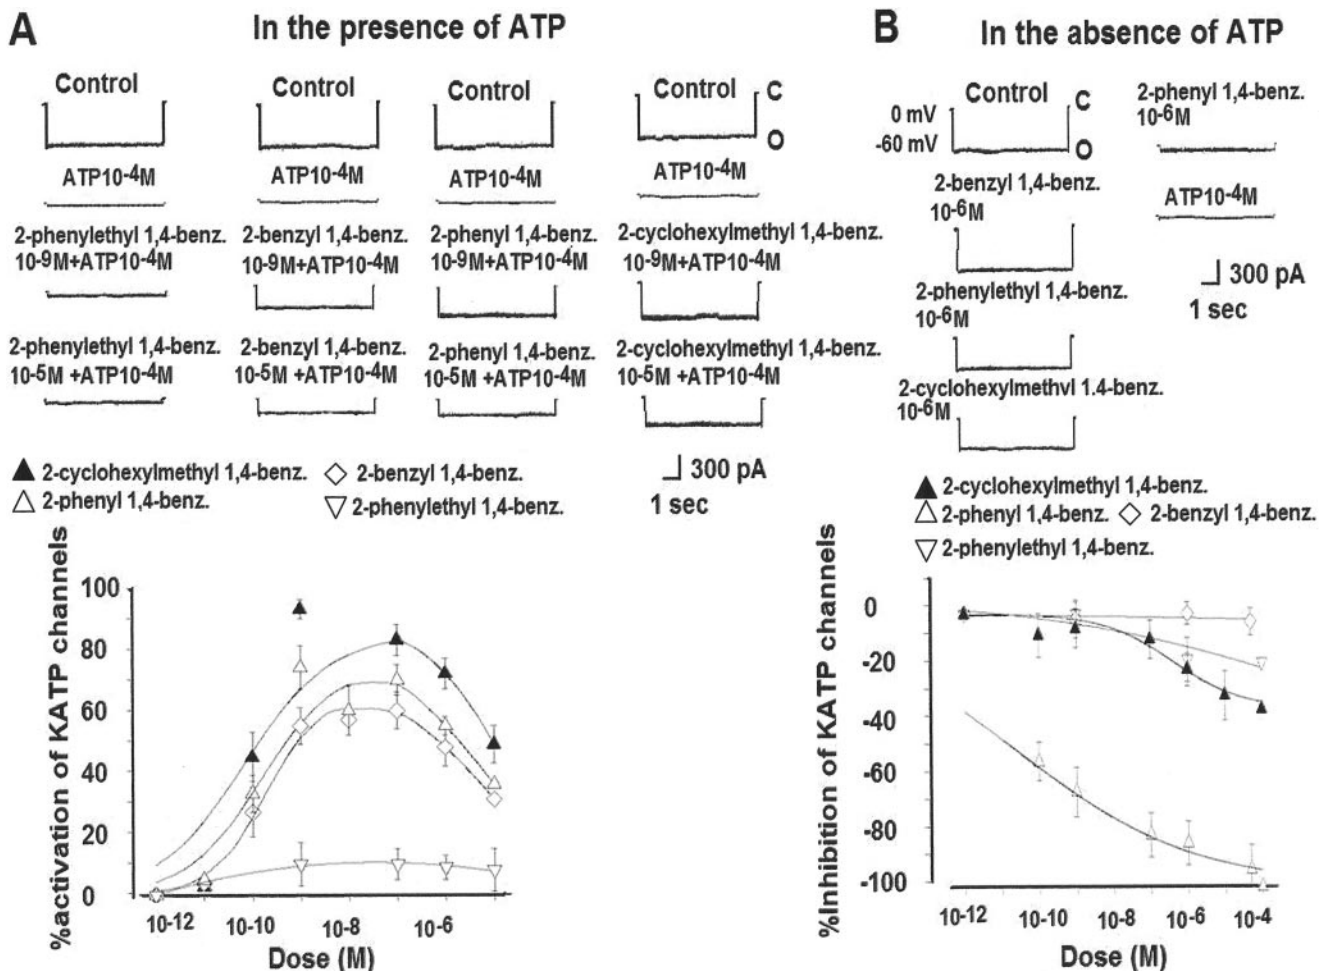 A
In the presence of ATP
Control
Control
Control
Control
C
O
ATP10-4M
ATP10-4M
ATP10-4M
ATP10-4M
2-phenylethyl 1,4-benz.
10-9M+ATP10-4M
2-benzyl 1,4-benz.
10-9M+ATP10-4M
2-phenyl 1,4-benz.
10-9M+ATP10-4M
2-cyclohexylmethyl 1,4-benz.
10-9M+ATP10-4M
2-phenylethyl 1,4-benz.
10-5M +ATP10-4M
2-benzyl 1,4-benz.
10-5M +ATP10-4M
2-phenyl 1,4-benz.
10-5M +ATP10-4M
2-cyclohexylmethyl 1,4-benz.
10-5M +ATP10-4M
300 pA
1 sec
2-cyclohexylmethyl 1,4-benz.
2-benzyl 1,4-benz.
2-phenyl 1,4-benz.
2-phenylethyl 1,4-benz.
%activation of KATP channels
100
80
60
40
20
0
10-12
10-10
10-8
10-6
Dose (M)
B
In the absence of ATP
Control
C
O
0 mV
-60 mV
2-phenyl 1,4-benz.
10-6M
ATP10-4M
2-benzyl 1,4-benz.
10-6M
2-phenylethyl 1,4-benz.
10-6M
2-cyclohexylmethyl 1.4-benz.
10-6M
300 pA
1 sec
2-cyclohexylmethyl 1,4-benz.
2-phenyl 1,4-benz.
2-benzyl 1,4-benz.
2-phenylethyl 1,4-benz.
%Inhibition of KATP channels
0
-20
-40
-60
-80
-100
10-12
10-10
10-8
10-6
10-4
Dose (M)